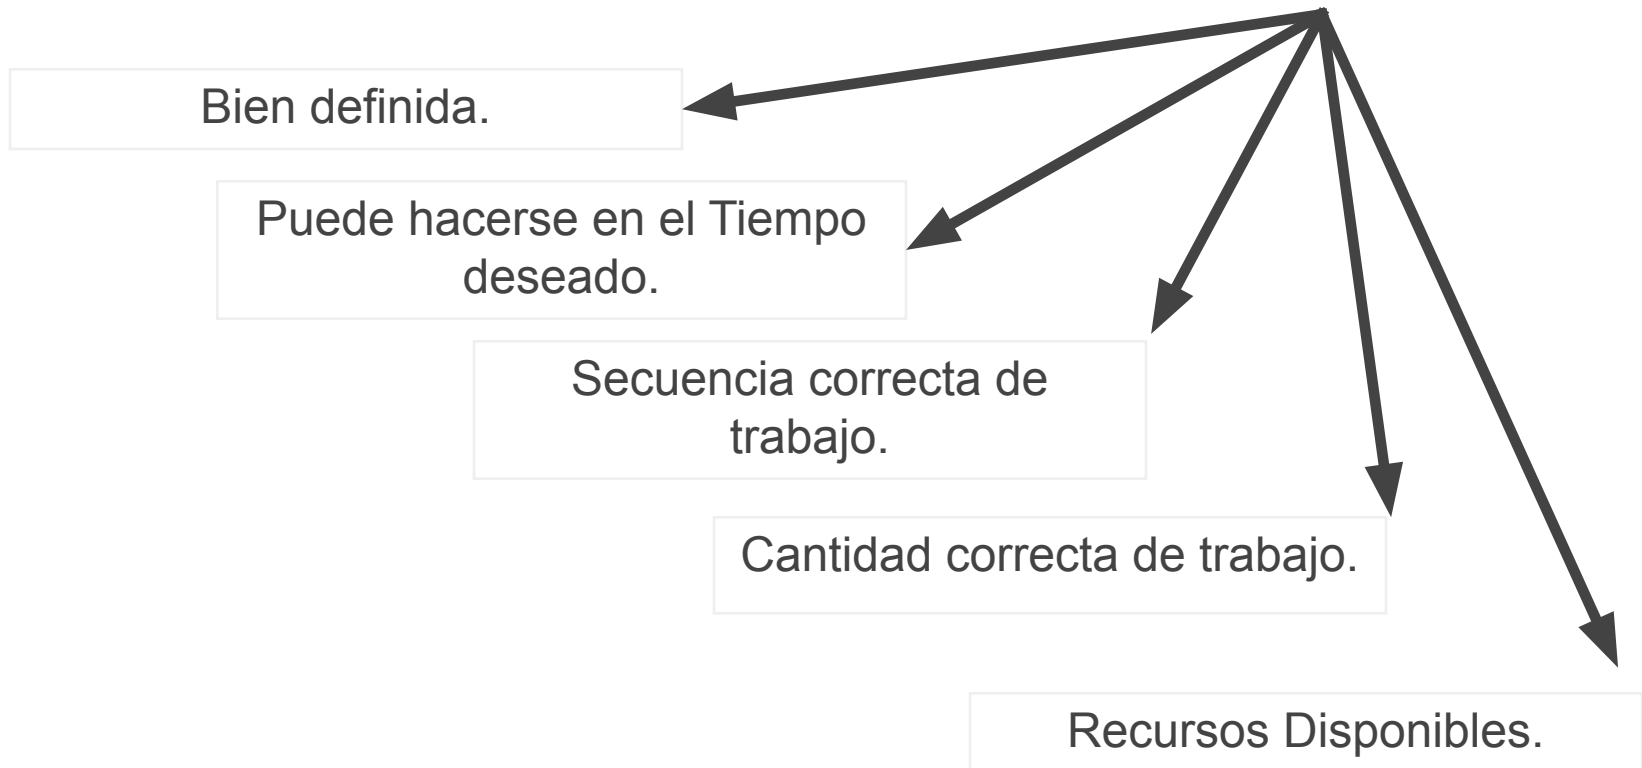 Bien definida.
Puede hacerse en el Tiempo
deseado.
Secuencia correcta de
trabajo.
Cantidad correcta de trabajo.
Recursos Disponibles.